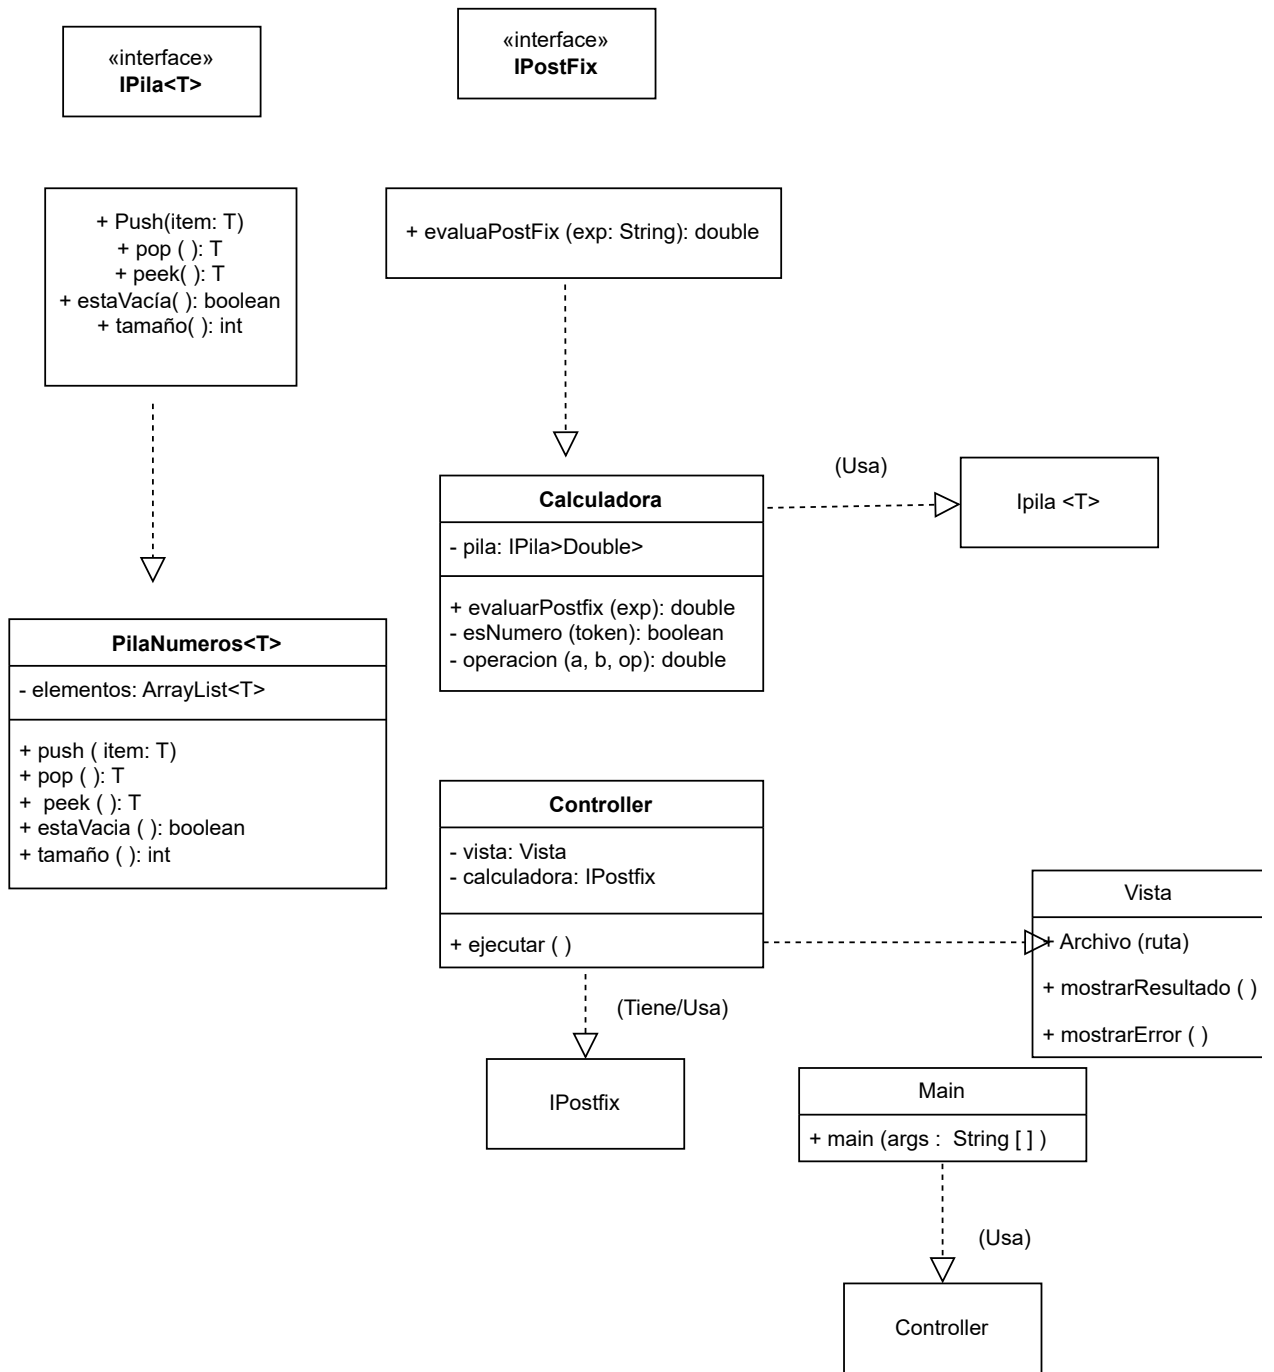 «interface»
IPila<T>
«interface»
IPostFix
+ Push(item: T)
+ pop ( ): T
+ peek( ): T
+ estaVacía( ): boolean
+ tamaño( ): int
+ evaluaPostFix (exp: String): double
(Usa)
Ipila <T>
Calculadora
- pila: IPila>Double>
+ evaluarPostfix (exp): double
- esNumero (token): boolean
- operacion (a, b, op): double
PilaNumeros<T>
- elementos: ArrayList<T>
+ push ( item: T)
+ pop ( ): T
+  peek ( ): T
+ estaVacia ( ): boolean
+ tamaño ( ): int
Controller
- vista: Vista
- calculadora: IPostfix
+ ejecutar ( )
Vista
+ Archivo (ruta)
+ mostrarResultado ( )
+ mostrarError ( )
(Tiene/Usa)
IPostfix
Main
+ main (args :  String [ ] )
(Usa)
Controller